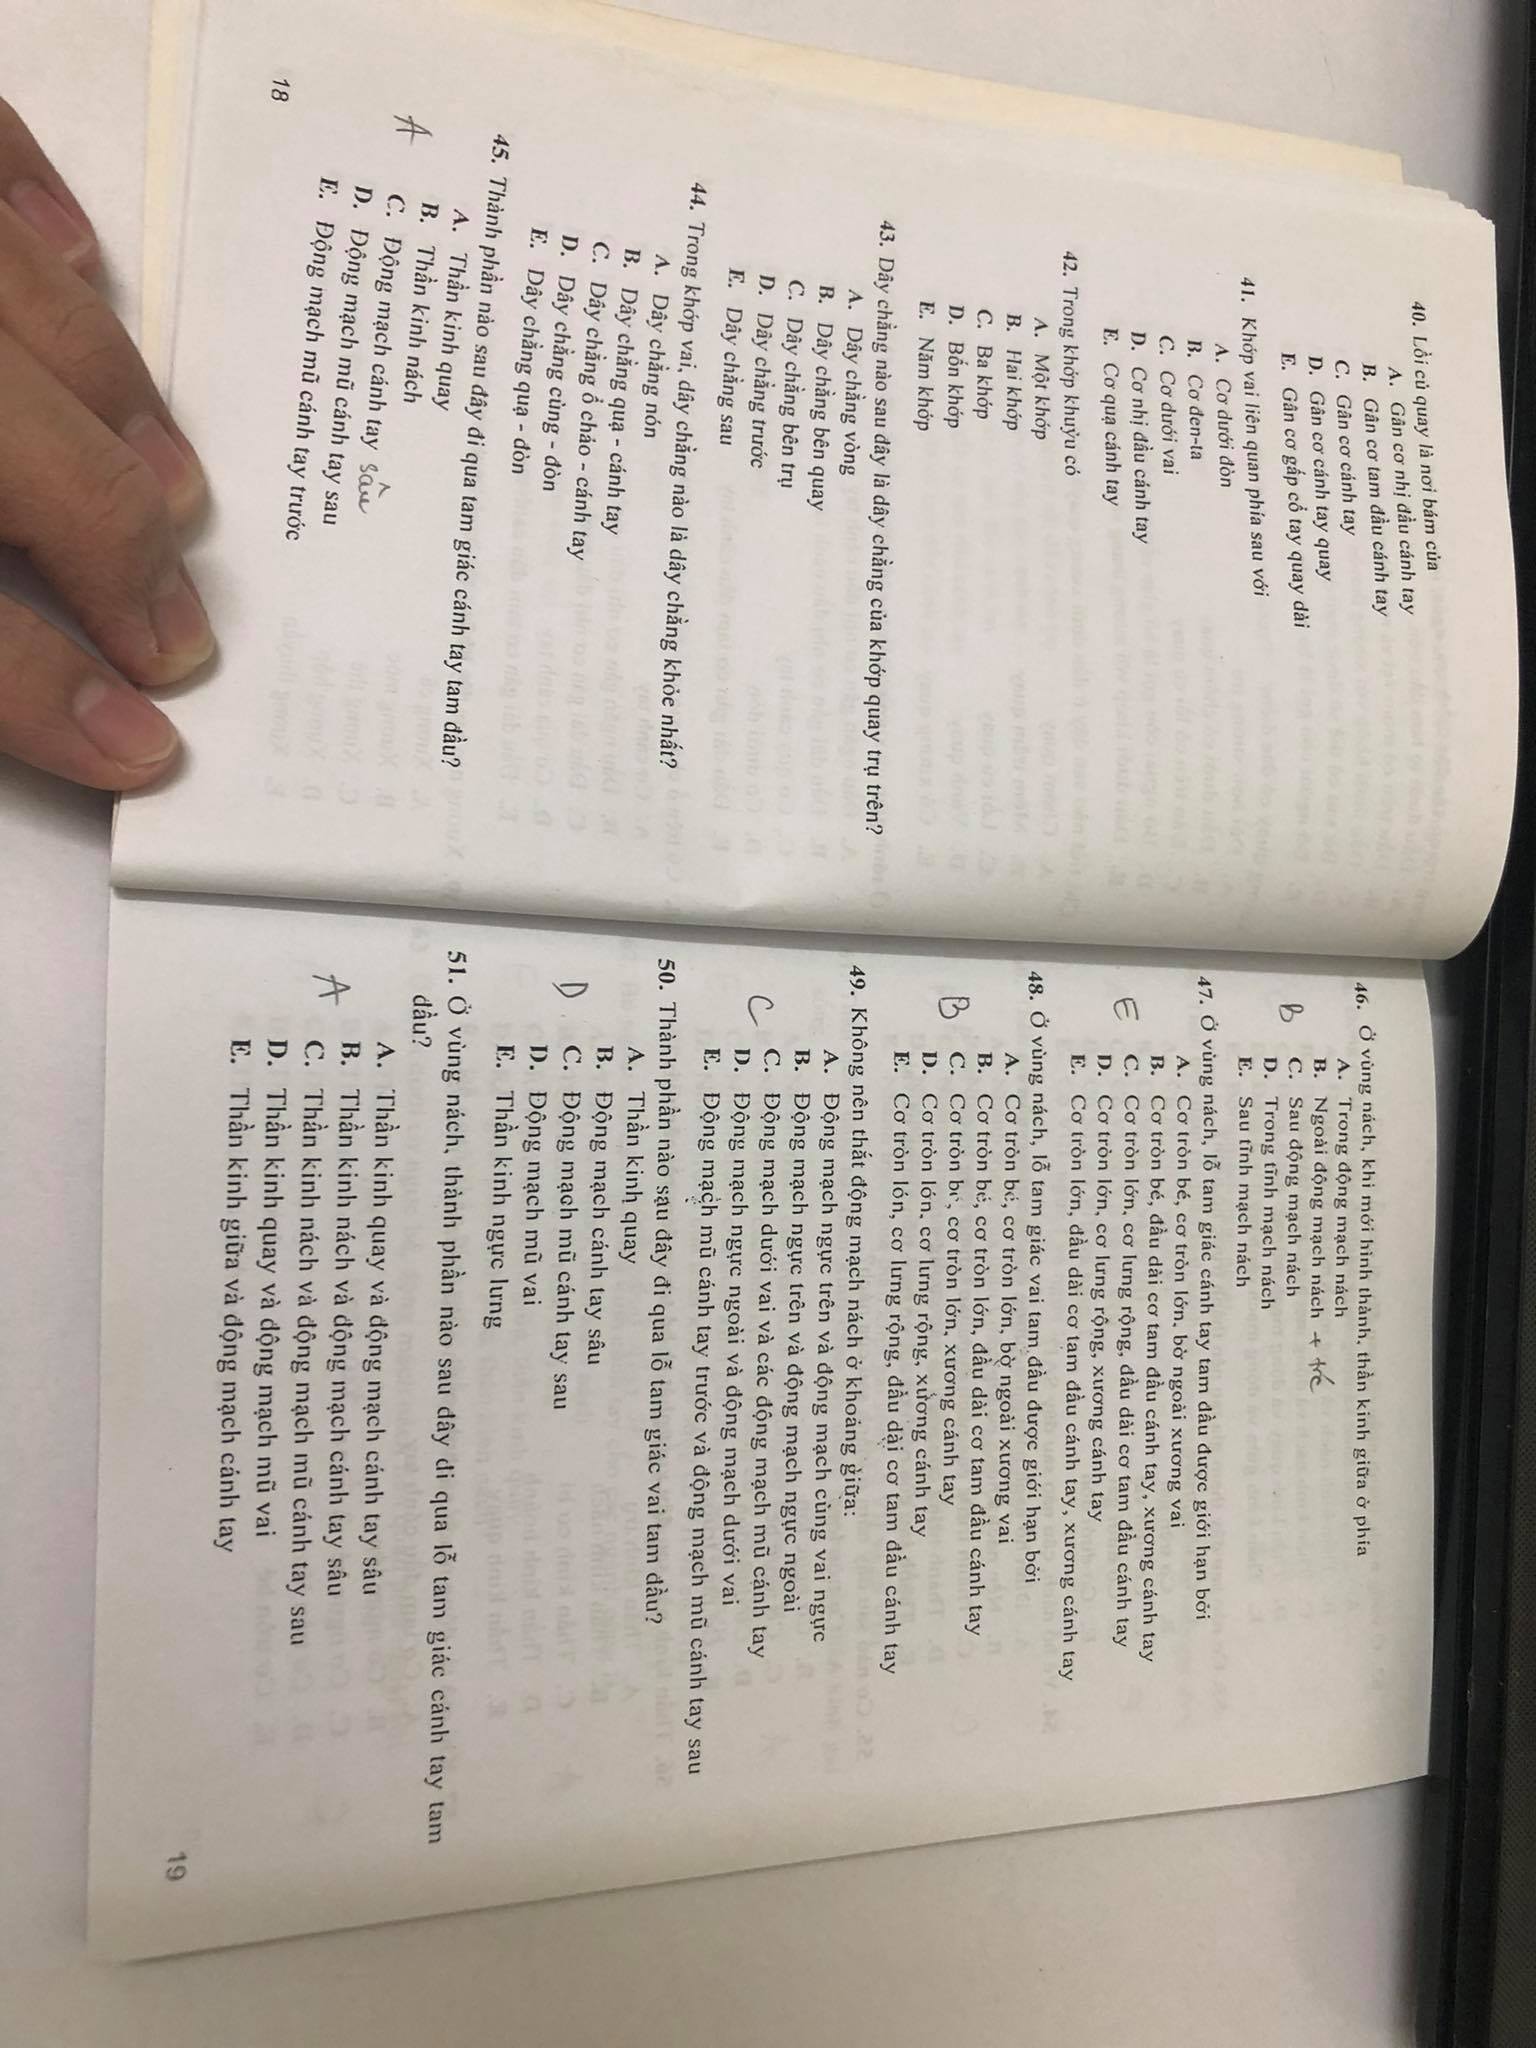 40. Lồi củ quay là nơi bám của
A. Gân cơ nhị đầu cánh tay
B. Gân cơ tam đầu cánh tay
C. Gân cơ cánh tay
D. Gân cơ cánh tay quay
E. Gân cơ gấp cổ tay quay dài
41. Khớp vai liên quan phía sau với
A. Cơ dưới đòn
B. Cơ đen-ta
C. Cơ dưới vai
D. Cơ nhị đầu cánh tay
E. Cơ quạ cánh tay
42. Trong khớp khuỷu có
A. Một khớp
B. Hai khớp
C. Ba khớp
D. Bốn khớp
E. Năm khớp
43. Dây chằng nào sau đây là dây chằng của khớp quay trụ trên?
A. Dây chằng vòng
B. Dây chằng bên quay
C. Dây chằng bên trụ
D. Dây chằng trước
E. Dây chằng sau
44. Trong khớp vai, dây chằng nào là dây chằng khỏe nhất?
A. Dây chằng nón
B. Dây chằng quạ - cánh tay
C. Dây chằng ổ chảo - cánh tay
D. Dây chằng cùng - đòn
E. Dây chằng quạ - đòn
45. Thành phần nào sau đây đi qua tam giác cánh tay tam đầu?
A. Thần kinh quay
A B. Thần kinh nách
C. Động mạch cánh tay sâu
D. Động mạch mũ cánh tay sau
E. Động mạch mũ cánh tay trước
18
46. Ở vùng nách, khi mới hình thành, thần kinh giữa ở phía
A. Trong động mạch nách
B. Ngoài động mạch nách + trc
B C. Sau động mạch nách
D. Trong tĩnh mạch nách
E. Sau tĩnh mạch nách
47. Ở vùng nách, lỗ tam giác cánh tay tam đầu được giới hạn bởi
A. Cơ tròn bé, cơ tròn lớn, bờ ngoài xương vai
B. Cơ tròn bé, đầu dài cơ tam đầu cánh tay, xương cánh tay
E C. Cơ tròn lớn, cơ lưng rộng, đầu dài cơ tam đầu cánh tay
D. Cơ tròn lớn, cơ lưng rộng, xương cánh tay
E. Cơ tròn lớn, đầu dài cơ tam đầu cánh tay, xương cánh tay
48. Ở vùng nách, lỗ tam giác vai tam đầu được giới hạn bởi
A. Cơ tròn bé, cơ tròn lớn, bờ ngoài xương vai
B. Cơ tròn bé, cơ tròn lớn, đầu dài cơ tam đầu cánh tay
B C. Cơ tròn bé, cơ tròn lớn, xương cánh tay
D. Cơ tròn lớn, cơ lưng rộng, xương cánh tay
E. Cơ tròn lớn, cơ lưng rộng, đầu dài cơ tam đầu cánh tay
49. Không nên thắt động mạch nách ở khoảng giữa:
A. Động mạch ngực trên và động mạch cùng vai ngực
B. Động mạch ngực trên và động mạch ngực ngoài
C C. Động mạch dưới vai và các động mạch mũ cánh tay
D. Động mạch ngực ngoài và động mạch dưới vai
E. Động mạch mũ cánh tay trước và động mạch mũ cánh tay sau
50. Thành phần nào sau đây đi qua lỗ tam giác vai tam đầu?
A. Thần kinh quay
B. Động mạch cánh tay sâu
D C. Động mạch mũ cánh tay sau
D. Động mạch mũ vai
E. Thần kinh ngực lưng
51. Ở vùng nách, thành phần nào sau đây đi qua lỗ tam giác cánh tay tam
đầu?
A. Thần kinh quay và động mạch cánh tay sâu
A B. Thần kinh nách và động mạch cánh tay sâu
C. Thần kinh nách và động mạch mũ cánh tay sau
D. Thần kinh quay và động mạch mũ vai
E. Thần kinh giữa và động mạch cánh tay
19